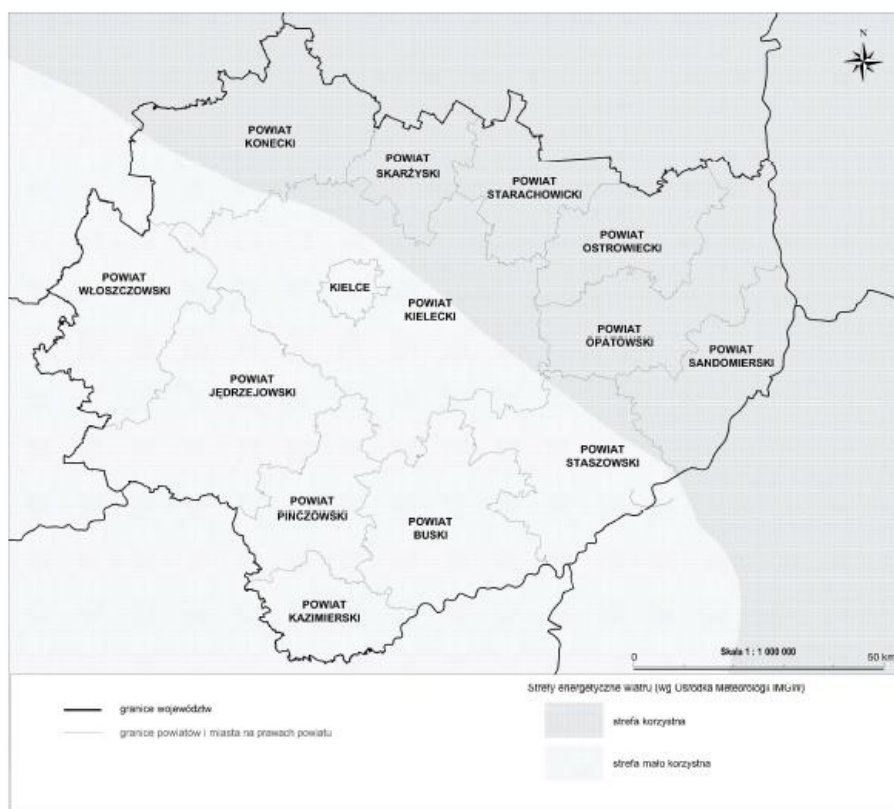 N
POWIAT
KONECKI
POWIAT
SKARŻYSKI
POWIAT
STARACHOWICKI
POWIAT
OSTROWIECKI
POWIAT
WŁOSZCZOWSKI
KIELCE
POWIAT
KIELECKI
POWIAT
OPATOWSKI
POWIAT
SANDOMIERSKI
POWIAT
JĘDRZEJOWSKI
POWIAT
STASZOWSKI
POWIAT
PIŃCZOWSKI
POWIAT
BUSKI
POWIAT
KAZIMIERSKI
0 Skala 1 : 1 000 000 50 km
Strefy energetyczne wiatru (wg Ośrodka Meteorologii IMGW)
granice województw
strefa korzystna
granice powiatów i miasta na prawach powiatu
strefa mało korzystna